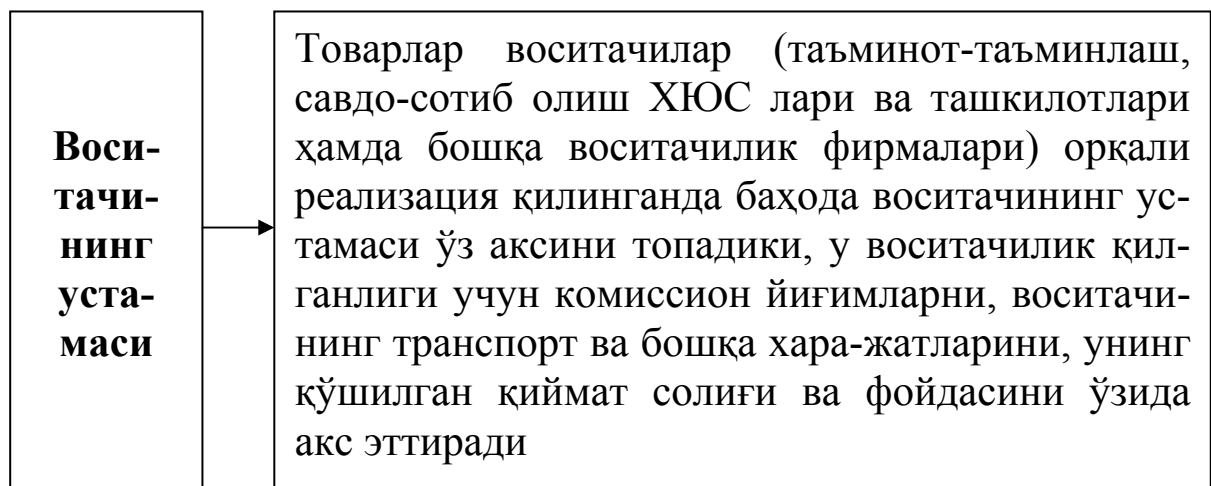 Воси-
тачи-
нинг
уста-
маси
Товарлар воситачилар (таъминот-таъминлаш,
савдо-сотиб олиш ХЮС лари ва ташкилотлари
ҳамда бошқа воситачилик фирмалари) орқали
реализация қилинганда баҳода воситачининг ус-
тамаси ўз аксини топадики, у воситачилик қил-
ганлиги учун комиссион йиғимларни, воситачи-
нинг транспорт ва бошқа хара-жатларини, унинг
қўшилган қиймат солиғи ва фойдасини ўзида
акс эттиради